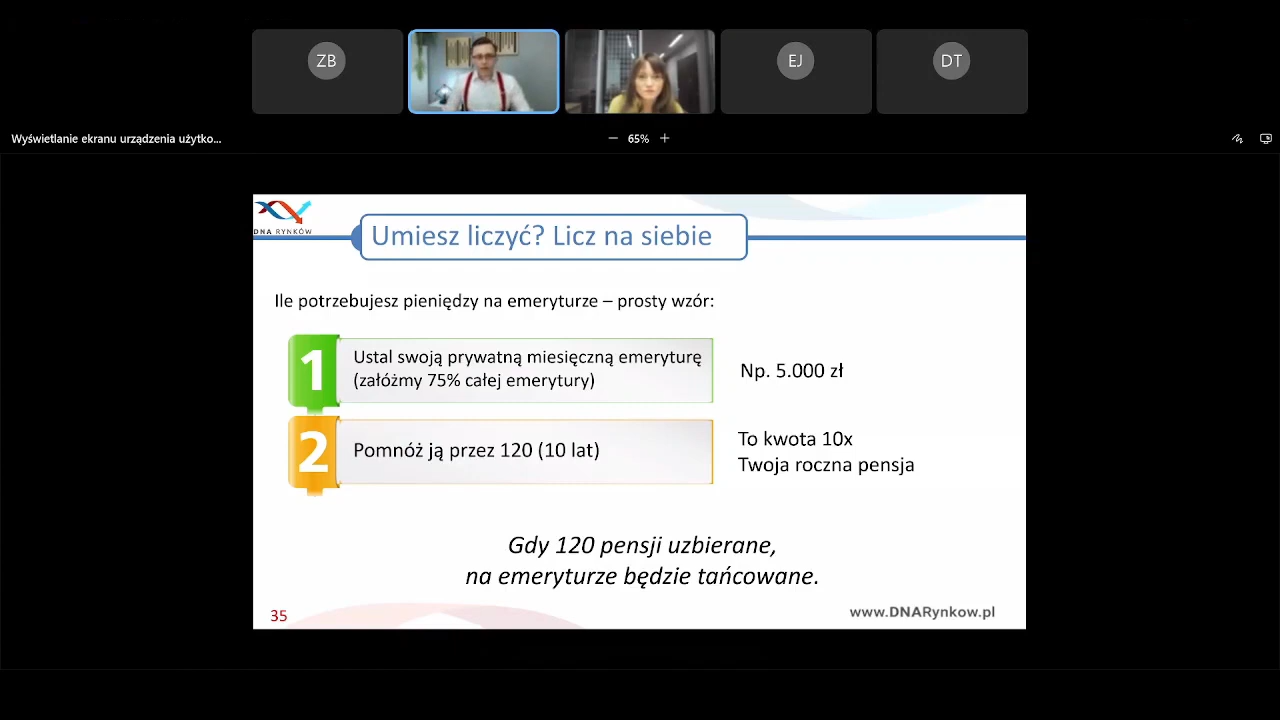 ZB
EJ
DT
Wyświetlanie ekranu urządzenia użytko...
65%
DNA RYNKÓW
Umiesz liczyć? Licz na siebie
Ile potrzebujesz pieniędzy na emeryturze – prosty wzór:
1
Ustal swoją prywatną miesięczną emeryturę
(załóżmy 75% całej emerytury)
Np. 5.000 zł
2
Pomnóż ją przez 120 (10 lat)
To kwota 10x
Twoja roczna pensja
Gdy 120 pensji uzbierane,
na emeryturze będzie tańcowane.
35
www.DNARynkow.pl